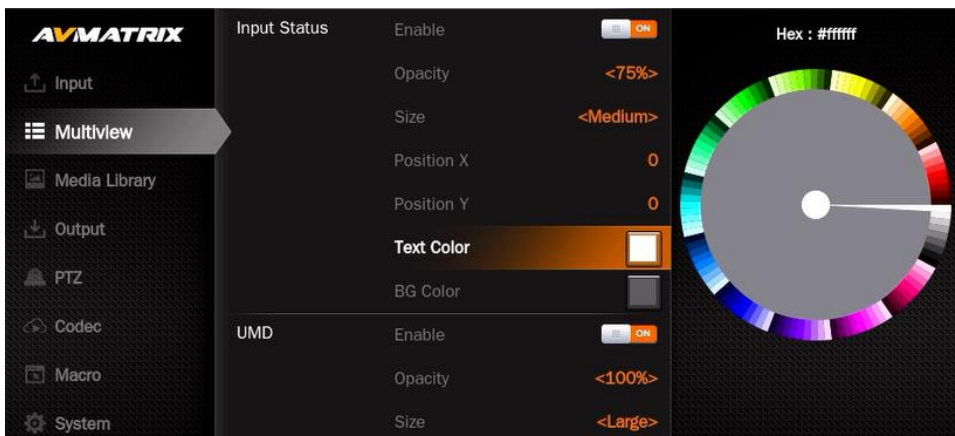 AVMATRIX
Input
Multiview
Media Library
Output
PTZ
Codec
Macro
System
Input Status
Enable ON
Opacity <75%>
Size <Medium>
Position X 0
Position Y 0
Text Color
BG Color
UMD
Enable ON
Opacity <100%>
Size <Large>
Hex : #ffffff